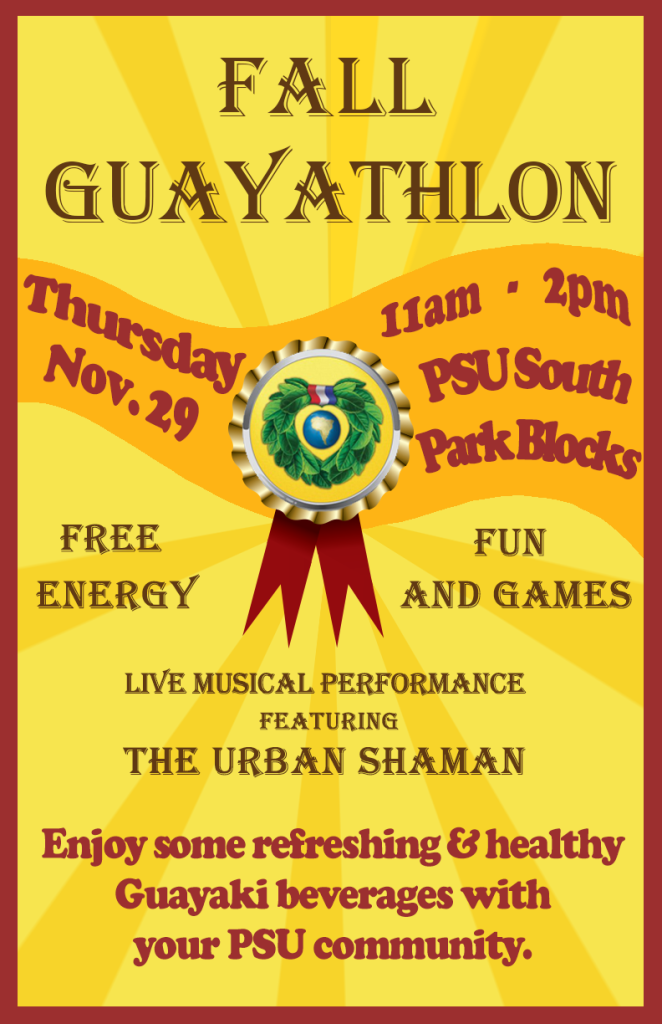 FALL
GUAYATHLON
Thursday
Nov. 29
11am - 2pm
PSU South
Park Blocks
FREE
ENERGY
FUN
AND GAMES
LIVE MUSICAL PERFORMANCE
FEATURING
THE URBAN SHAMAN
Enjoy some refreshing & healthy
Guayaki beverages with
your PSU community.